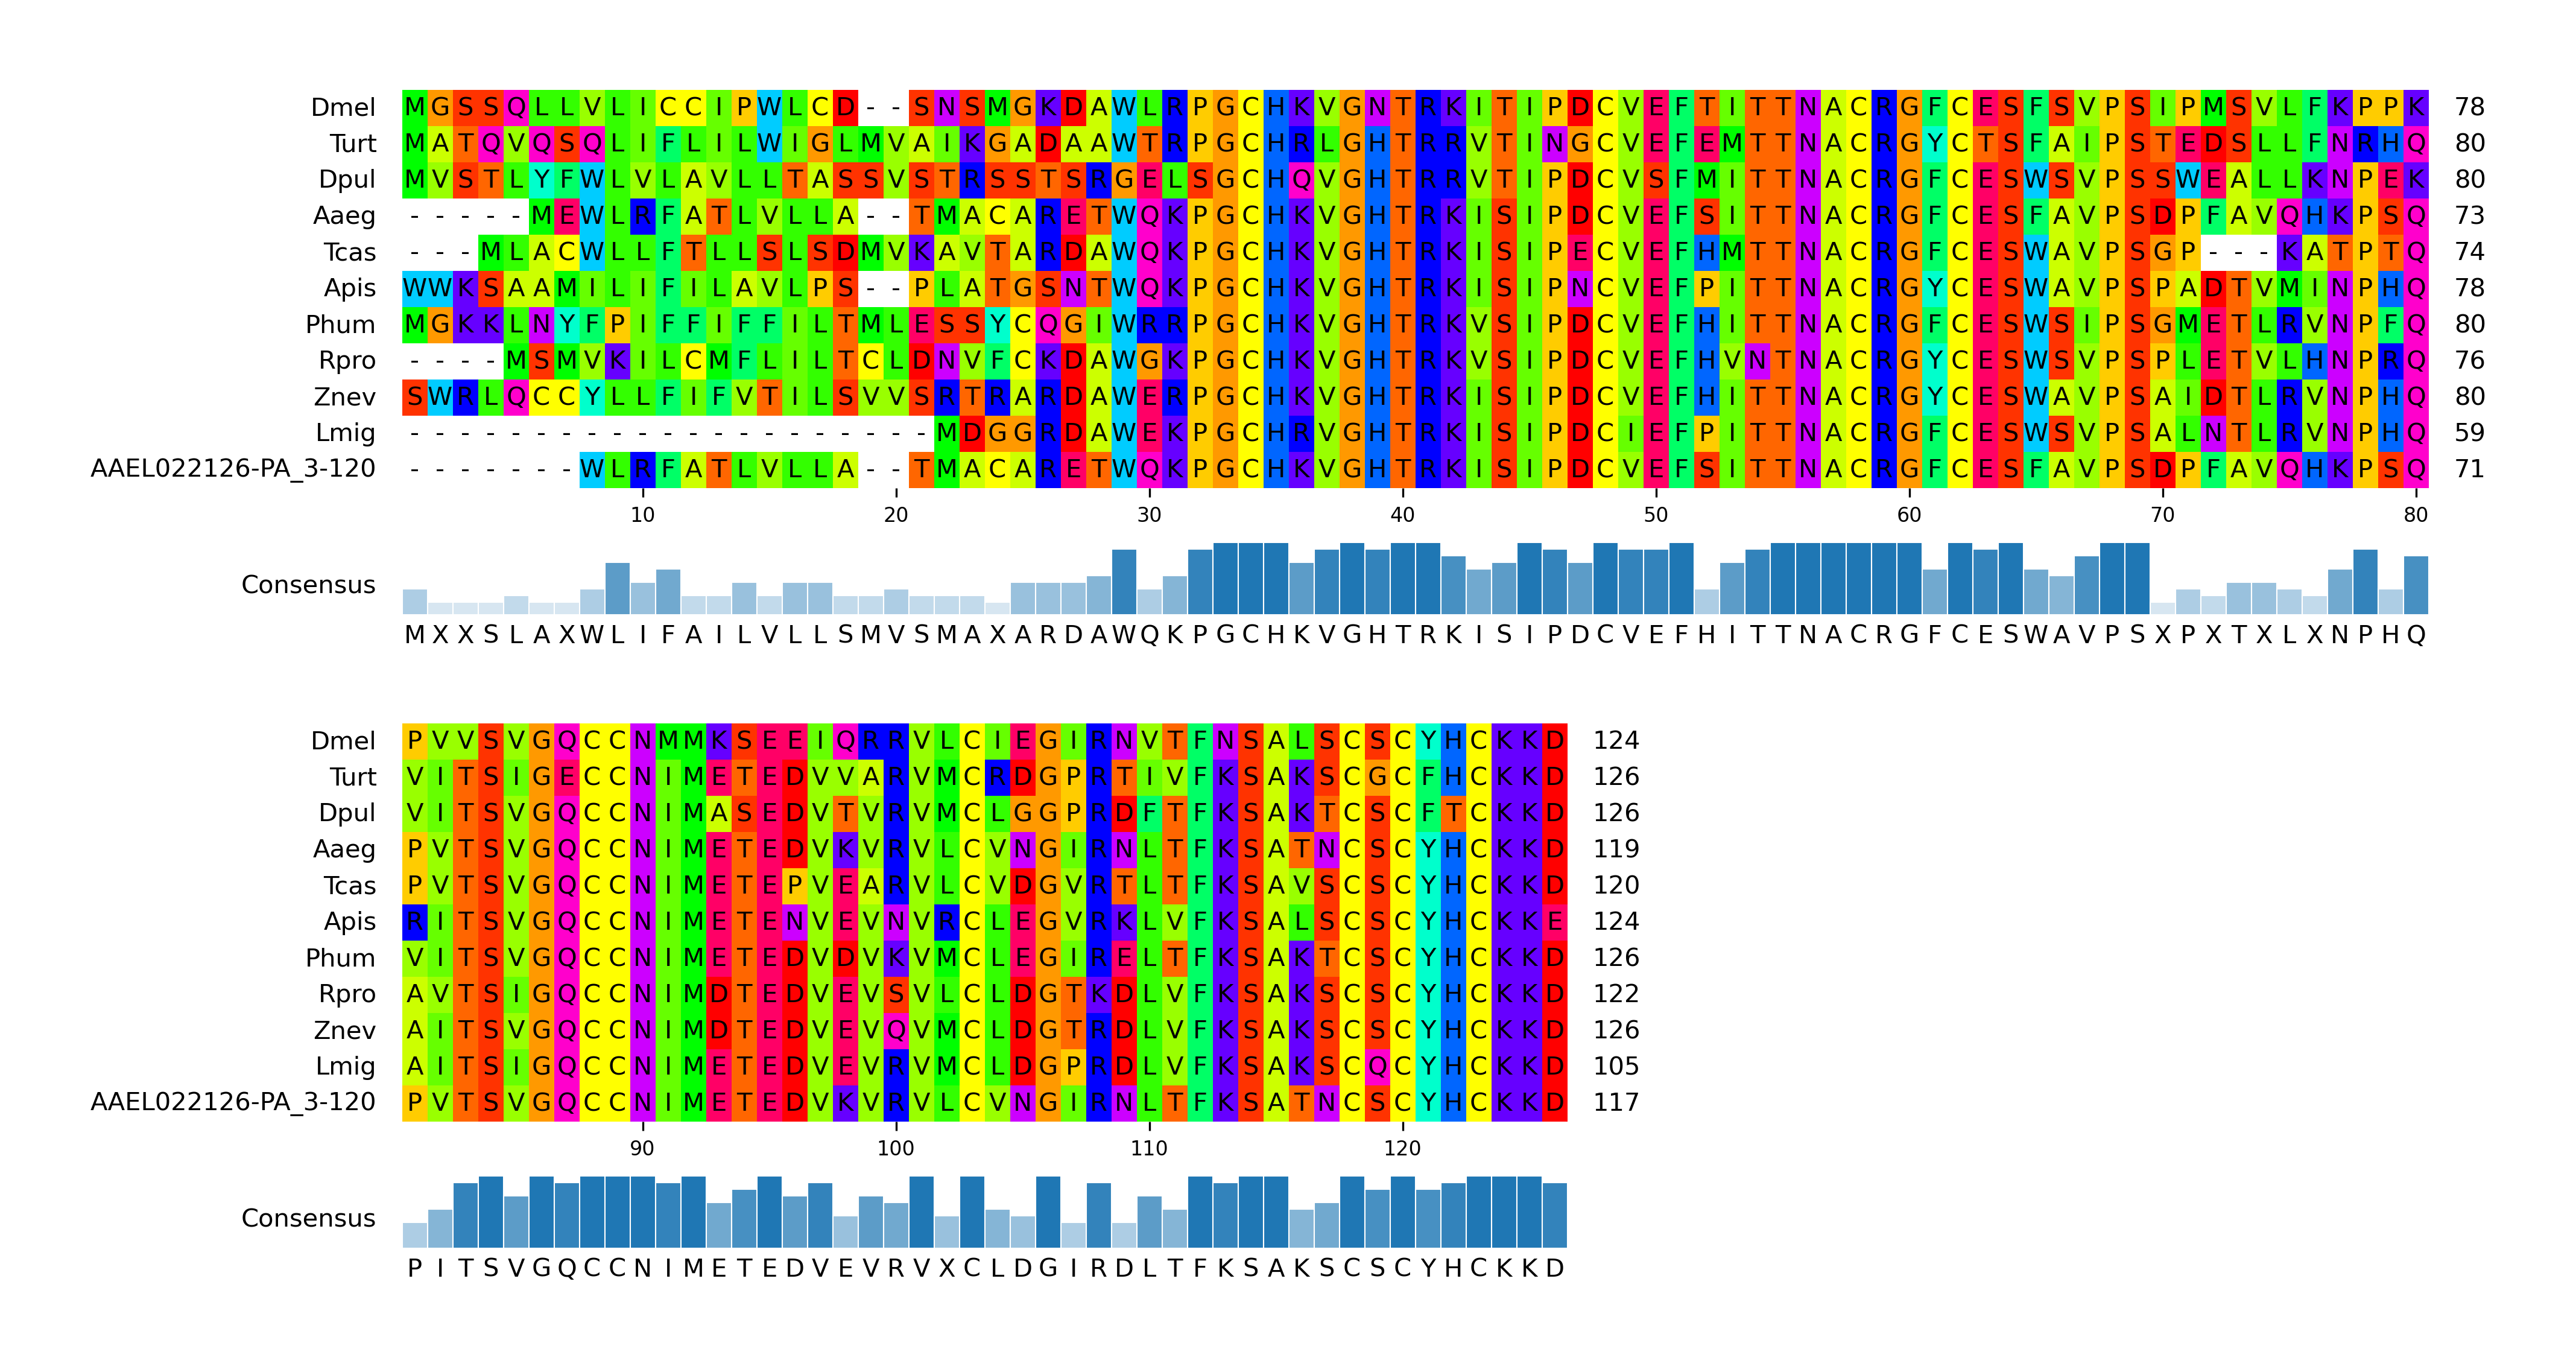 Dmel MGSSQLLVLICCIPWLCD--SNSMGKDAWLRPGCHKVGNTRKITIPDCVEFTITTNACRGFCESFSVPSIPMSVLFKPPK 78
Turt MATQVQSQLIFLILWIGLMVAIKGADAAWTRPGCHRLGHTRRVTINGCVEFEMTTNACRGYCTSFAIPSTEDSLLFNRHQ 80
Dpul MVSTLYFWLVLAVLLTASSVSTRSSTSRGELSGCHQVGHTRRVTIPDCVSFMITTNACRGFCESWSVPSSWEALLKNPEK 80
Aaeg -----MEWLRFATLVLLA--TMACARETWQKPGCHKVGHTRKISIPDCVEFSITTNACRGFCESFAVPSDPFAVQHKPSQ 73
Tcas ---MLACWLLFTLLSLSDMVKAVTARDAWQKPGCHKVGHTRKISIPECVEFHMTTNACRGFCESWAVPSGP---KATPTQ 74
Apis WWKSAAMILIFILAVLPS--PLATGSNTWQKPGCHKVGHTRKISIPNCVEFPITTNACRGYCESWAVPSPADTVMINPHQ 78
Phum MGKKLNYFPIFFIFFILTMLESSYCQGIWRRPGCHKVGHTRKVSIPDCVEFHITTNACRGFCESWSIPSGMETLRVNPFQ 80
Rpro ----MSMVKILCMFLILTCLDNVFCKDAWGKPGCHKVGHTRKVSIPDCVEFHVNTNACRGYCESWSVPSPLETVLHNPRQ 76
Znev SWRLQCCYLLFIFVTILSVVSRTRARDAWERPGCHKVGHTRKISIPDCVEFHITTNACRGYCESWAVPSAIDTLRVNPHQ 80
Lmig ---------------------MDGGRDAWEKPGCHRVGHTRKISIPDCIEFPITTNACRGFCESWSVPSALNTLRVNPHQ 59
AAEL022126-PA_3-120 -------WLRFATLVLLA--TMACARETWQKPGCHKVGHTRKISIPDCVEFSITTNACRGFCESFAVPSDPFAVQHKPSQ 71
10 20 30 40 50 60 70 80
Consensus
MXXSLAXWLIFAILVLLSMVSMAXARDAWQKPGCHKVGHTRKISIPDCVEFHITTNACRGFCESWAVPSXPXTXLXNPHQ
Dmel PVVSVGQCCNMMKSEEIQRRVLCIEGIRNVTFNSALSCSCYHCKKD 124
Turt VITSIGECCNIMETEDVVARVMCRDGPRTIVFKSAKSCGCFHCKKD 126
Dpul VITSVGQCCNIMASEDVTVRVMCLGGPRDFTFKSAKTCSCFTCKKD 126
Aaeg PVTSVGQCCNIMETEDVKVRVLCVNGIRNLTFKSATNCSCYHCKKD 119
Tcas PVTSVGQCCNIMETEPVEARVLCVDGVRTLTFKSAVSCSCYHCKKD 120
Apis RITSVGQCCNIMETENVEVNVRCLEGVRKLVFKSALSCSCYHCKKE 124
Phum VITSVGQCCNIMETEDVDVKVMCLEGIRELTFKSAKTCSCYHCKKD 126
Rpro AVTSIGQCCNIMDTEDVEVSVLCLDGTKDLVFKSAKSCSCYHCKKD 122
Znev AITSVGQCCNIMDTEDVEVQVMCLDGTRDLVFKSAKSCSCYHCKKD 126
Lmig AITSIGQCCNIMETEDVEVRVMCLDGPRDLVFKSAKSCQCYHCKKD 105
AAEL022126-PA_3-120 PVTSVGQCCNIMETEDVKVRVLCVNGIRNLTFKSATNCSCYHCKKD 117
90 100 110 120
Consensus
PITSVGQCCNIMETEDVEVRVXCLDGIRDLTFKSAKSCSCYHCKKD